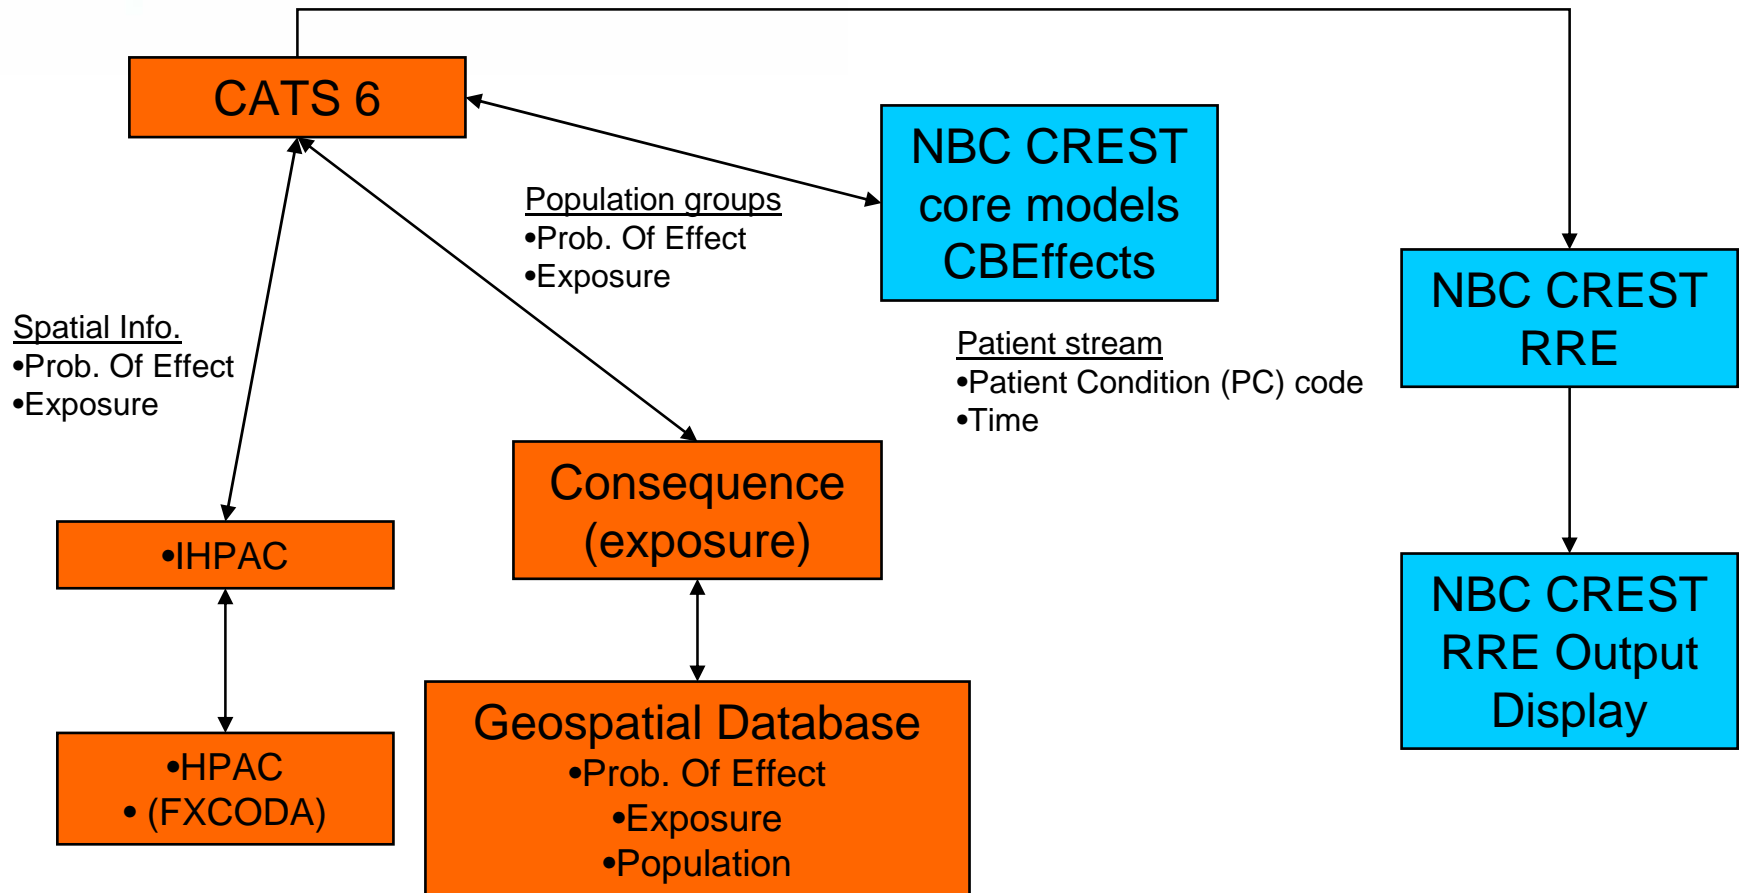 CATS 6
NBC CREST
core models
CBEffects
Population groups
•Prob. Of Effect
•Exposure
NBC CREST
RRE
Spatial Info.
•Prob. Of Effect
•Exposure
Patient stream
•Patient Condition (PC) code
•Time
Consequence
(exposure)
•IHPAC
NBC CREST
RRE Output
Display
Geospatial Database
•Prob. Of Effect
•Exposure
•Population
•HPAC
• (FXCODA)